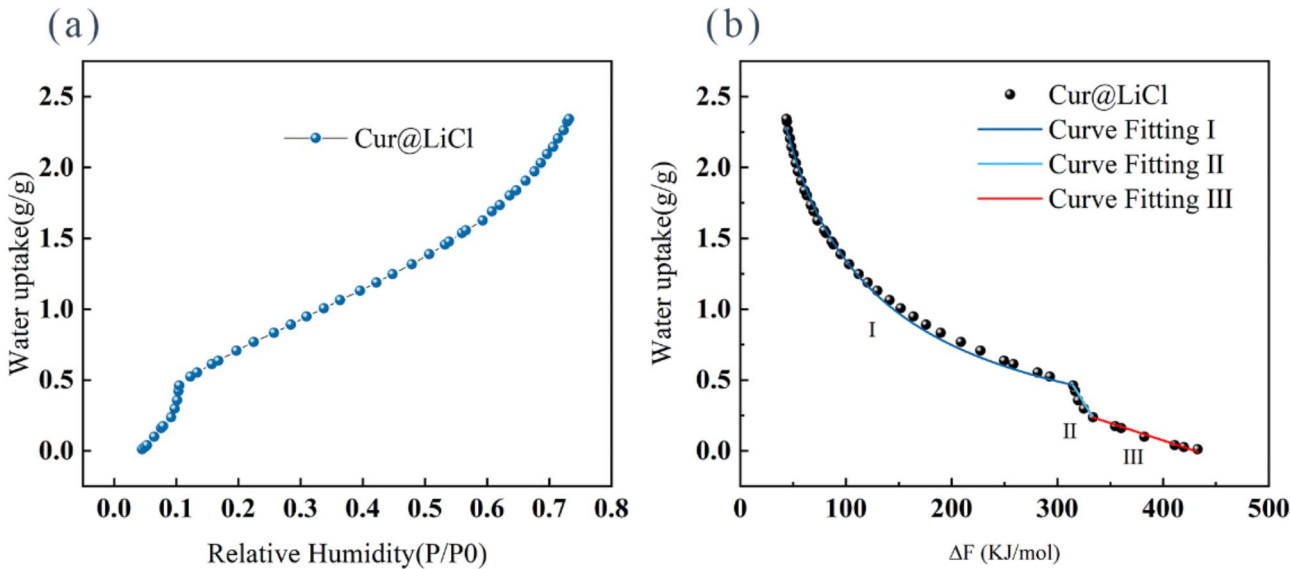 (a)
Water uptake(g/g)
2.5
2.0
1.5
1.0
0.5
0.0
Cur@LiCl
0.0 0.1 0.2 0.3 0.4 0.5 0.6 0.7 0.8
Relative Humidity(P/P0)
(b)
Water uptake(g/g)
2.5
2.0
1.5
1.0
0.5
0.0
Cur@LiCl
Curve Fitting I
Curve Fitting II
Curve Fitting III
I
II
III
0 100 200 300 400 500
ΔF (KJ/mol)